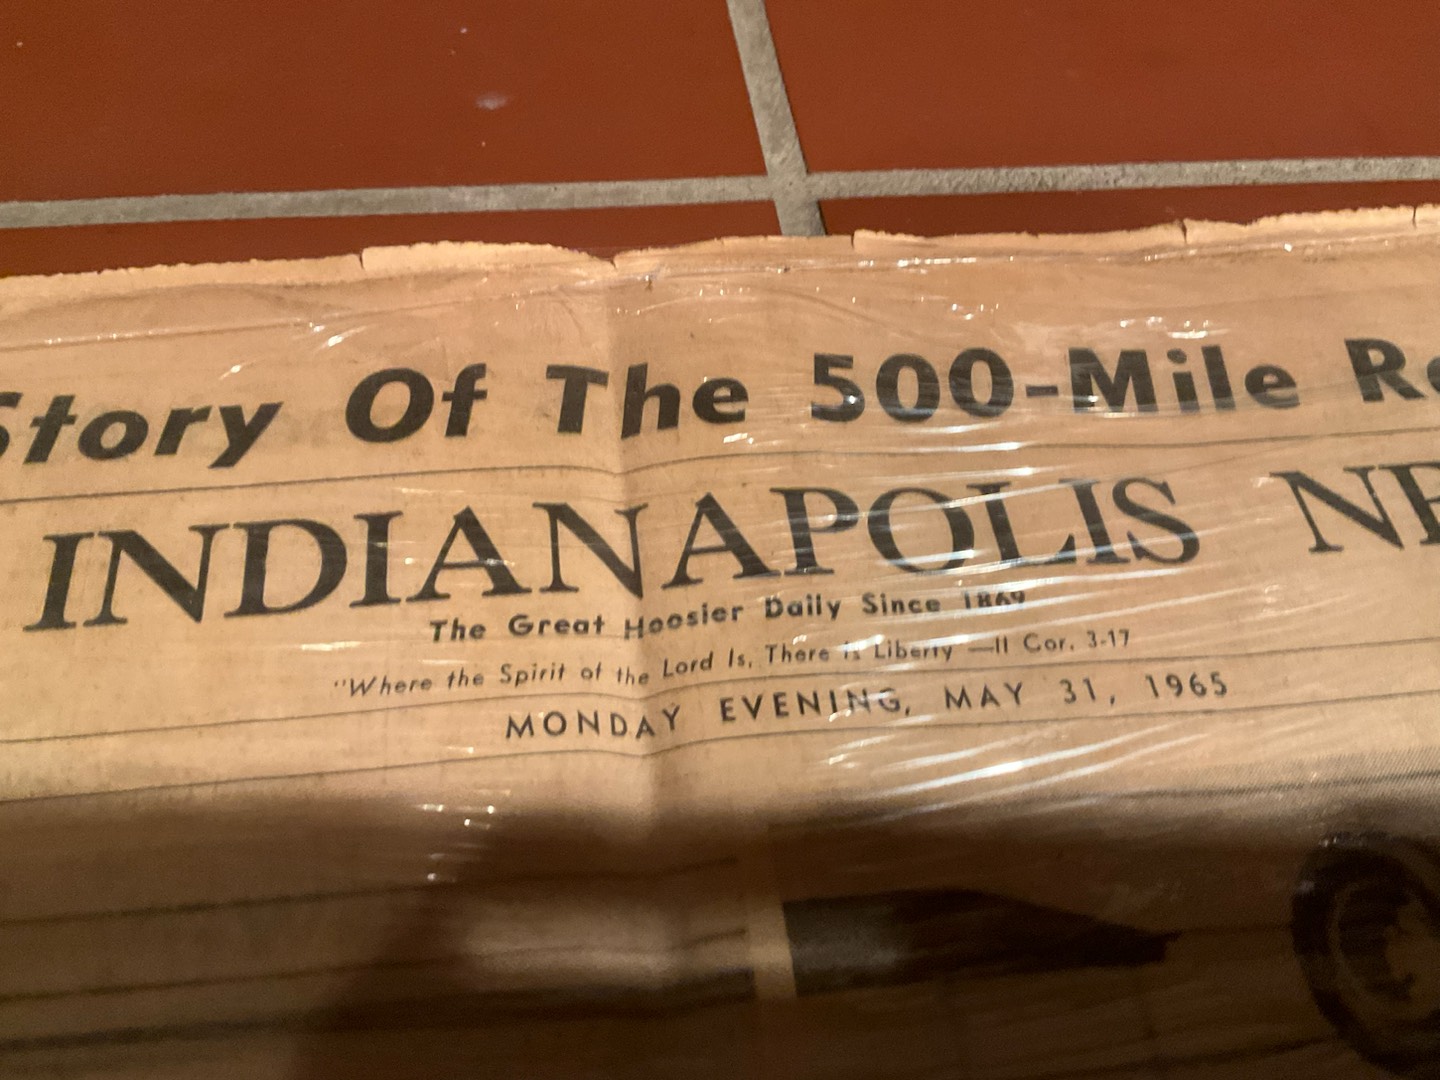 Story Of The 500-Mile
INDIANAPOLIS
The Great Hoosier Daily Since 1869
"Where the Spirit of the Lord Is, There is Liberty —II Cor. 3-17
MONDAY EVENING, MAY 31, 1965